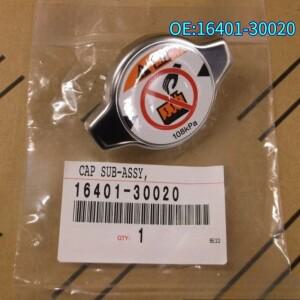 OE:16401-30020
108kPa
CAP SUB-ASSY,
16401-30020
QTY: 1